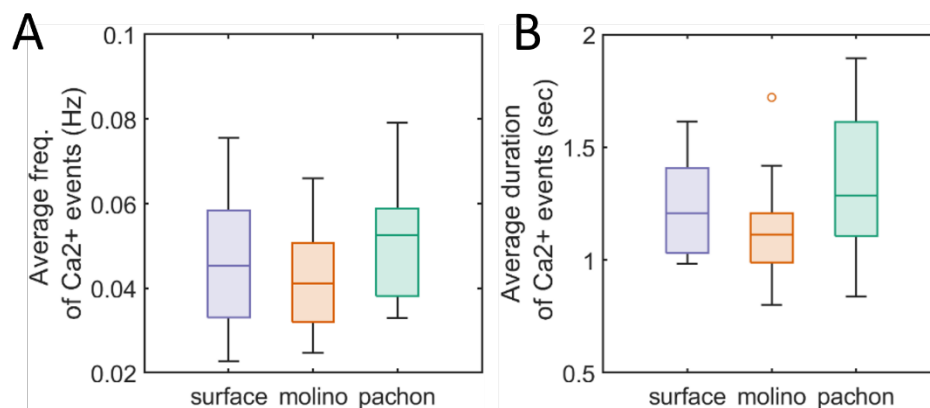 A
Average freq.
of Ca2+ events (Hz)
0.1
0.08
0.06
0.04
0.02
surface molino pachon
B
Average duration
of Ca2+ events (sec)
2
1.5
1
0.5
surface molino pachon